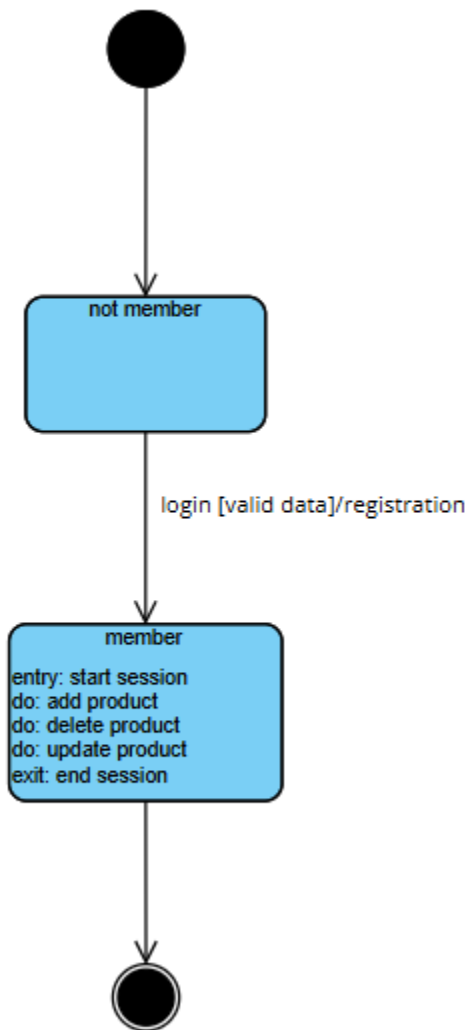 not member
login [valid data]/registration
member
entry: start session
do: add product
do: delete product
do: update product
exit: end session